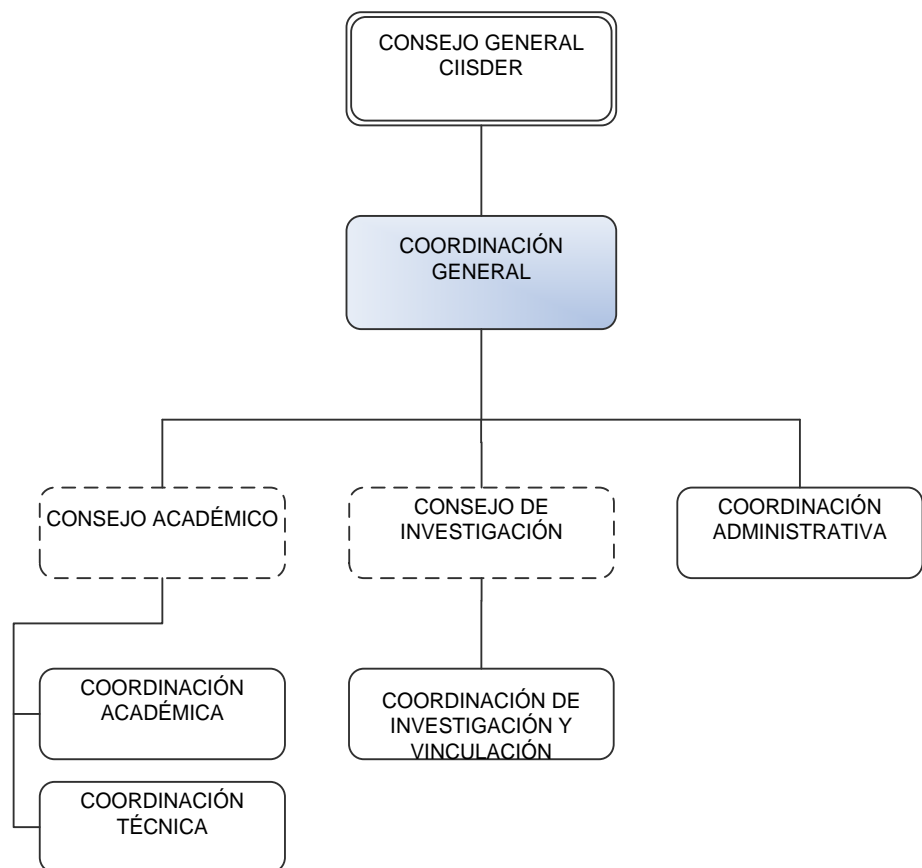 CONSEJO GENERAL
CIISDER
COORDINACIÓN
GENERAL
CONSEJO ACADÉMICO
CONSEJO DE
INVESTIGACIÓN
COORDINACIÓN
ADMINISTRATIVA
COORDINACIÓN
ACADÉMICA
COORDINACIÓN DE
INVESTIGACIÓN Y
VINCULACIÓN
COORDINACIÓN
TÉCNICA